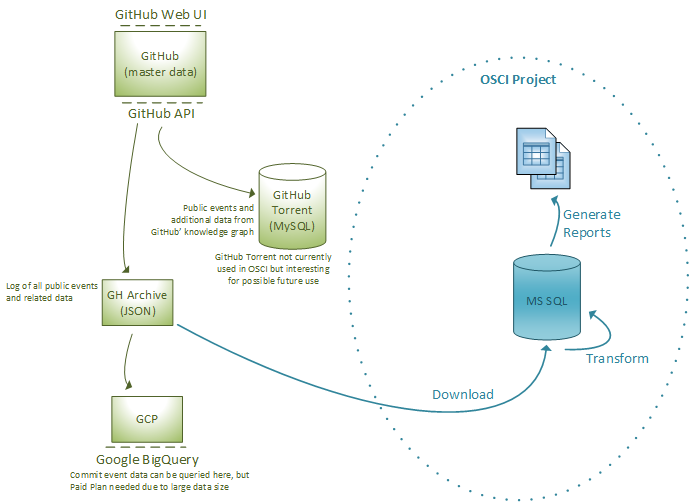 GitHub Web UI
GitHub
(master data)
GitHub API
OSCI Project
Public events and
additional data from
GitHub' knowledge graph
GitHub
Torrent
(MySQL)
GitHub Torrent not currently
used in OSCI but interesting
for possible future use
Generate
Reports
Log of all public events
and related data
GH Archive
(JSON)
MS SQL
Transform
Download
GCP
Google BigQuery
Commit event data can be queried here, but
Paid Plan needed due to large data size